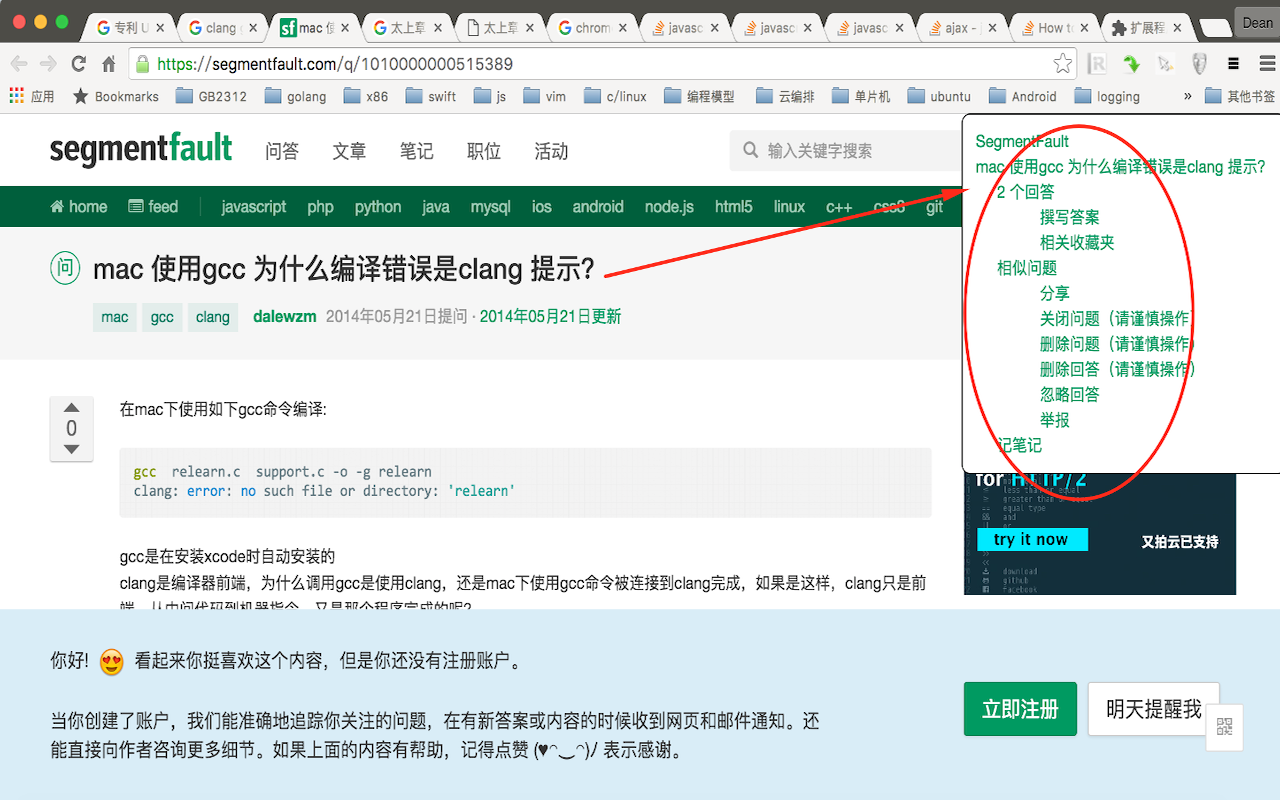 专利 U
clang g
mac 使
太上章
太上章
chrom
javasc
javasc
javasc
ajax -
How to
扩展程
Dean
https://segmentfault.com/q/1010000000515389
应用 Bookmarks GB2312 golang x86 swift js vim c/linux 编程模型 云编排 单片机 ubuntu Android logging » 其他书签
segmentfault 问答 文章 笔记 职位 活动 输入关键字搜索
home feed javascript php python java mysql ios android node.js html5 linux c++ css3 git
SegmentFault
mac 使用gcc 为什么编译错误是clang 提示?
2 个回答
撰写答案
相关收藏夹
相似问题
分享
关闭问题（请谨慎操作）
删除问题（请谨慎操作）
删除回答（请谨慎操作）
忽略回答
举报
记笔记
问 mac 使用gcc 为什么编译错误是clang 提示?
mac gcc clang dalewzm 2014年05月21日提问 · 2014年05月21日更新
0
在mac下使用如下gcc命令编译:
gcc relearn.c support.c -o -g relearn
clang: error: no such file or directory: 'relearn'
gcc是在安装xcode时自动安装的
clang是编译器前端，为什么调用gcc是使用clang，还是mac下使用gcc命令被连接到clang完成，如果是这样，clang只是前
端，从中间代码到机器指令，又是那个程序完成的呢?
for HTTP/2
less than or equal
greater than
equal type
and
or
try it now
又拍云已支持
download
github
facebook
你好! 看起来你挺喜欢这个内容，但是你还没有注册账户。
当你创建了账户，我们能准确地追踪你关注的问题，在有新答案或内容的时候收到网页和邮件通知。还
能直接向作者咨询更多细节。如果上面的内容有帮助，记得点赞 (♥◠‿◠)ﾉ 表示感谢。
立即注册
明天提醒我